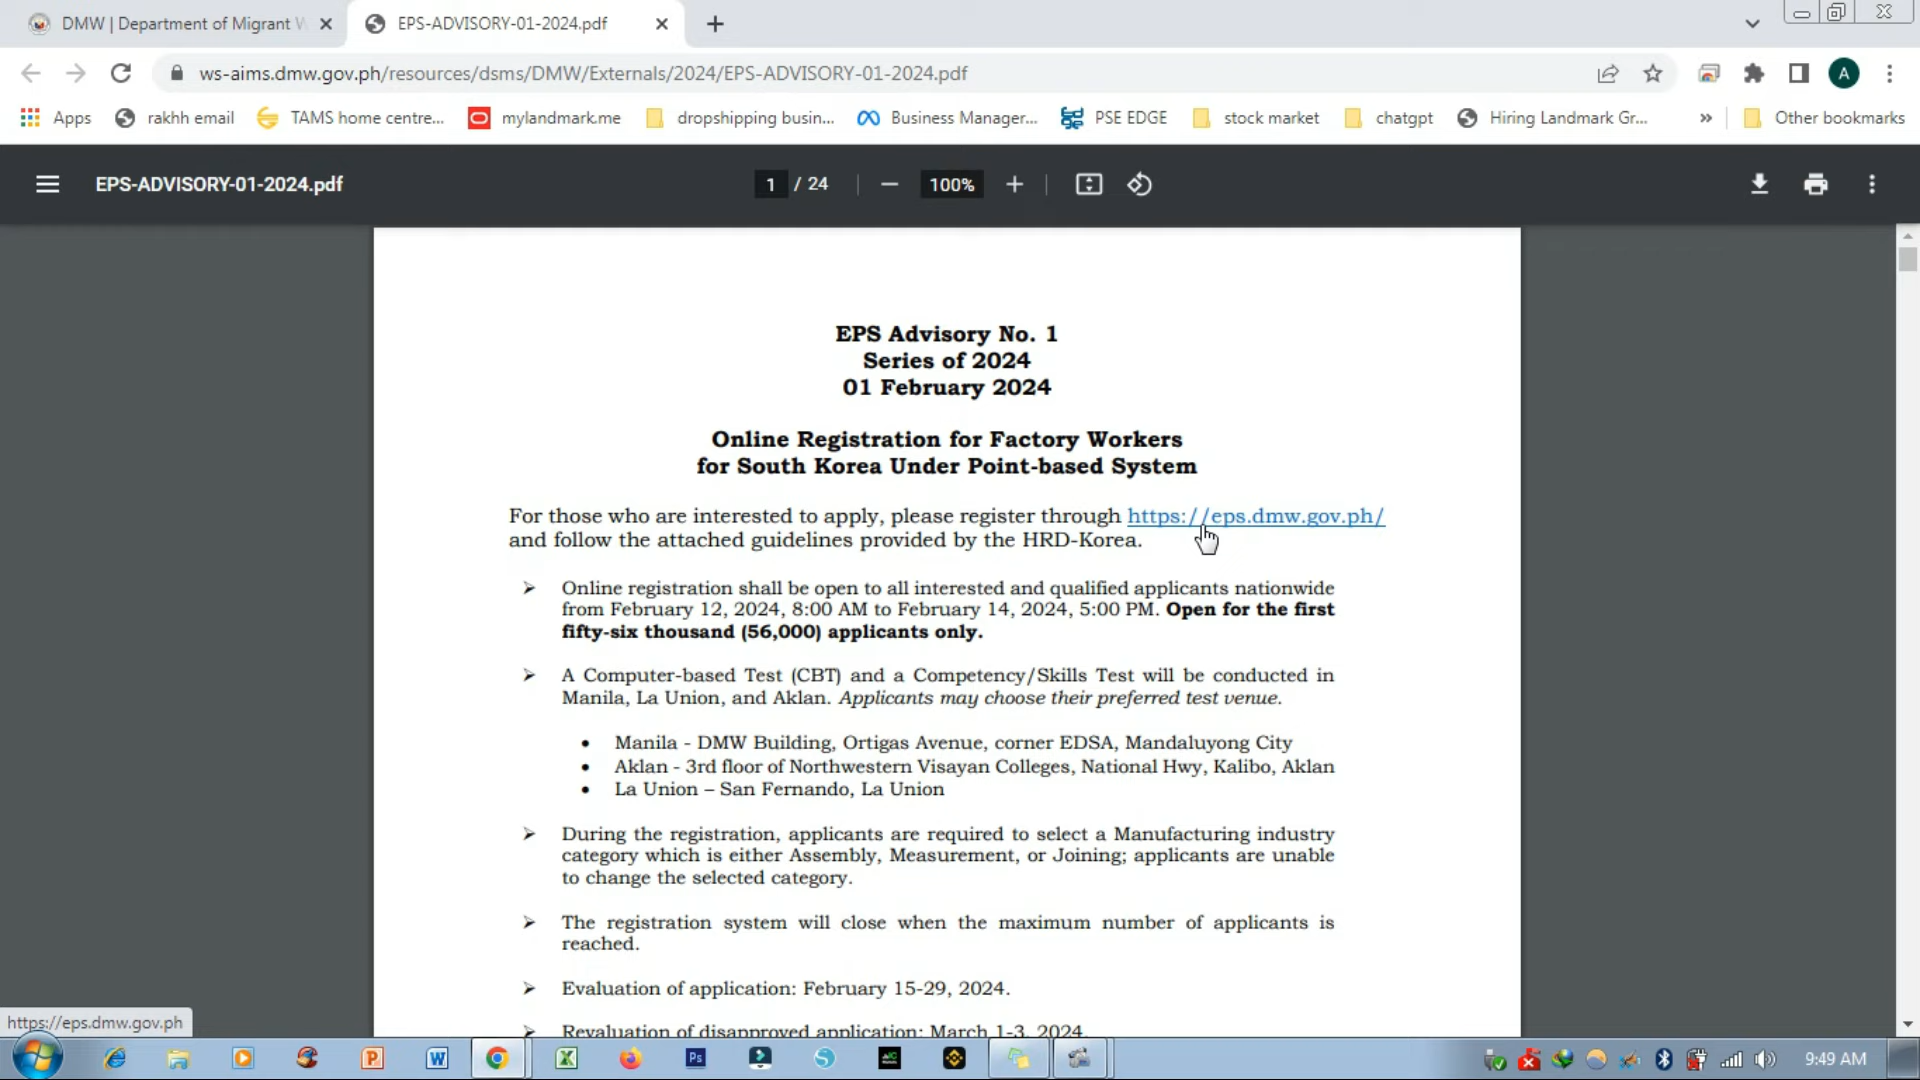 DMW | Department of Migrant W
EPS-ADVISORY-01-2024.pdf
ws-aims.dmw.gov.ph/resources/dsms/DMW/Externals/2024/EPS-ADVISORY-01-2024.pdf
A
Apps
rakhh email
TAMS home centre...
mylandmark.me
dropshipping busin...
Business Manager...
PSE EDGE
stock market
chatgpt
Hiring Landmark Gr...
»
Other bookmarks
EPS-ADVISORY-01-2024.pdf
1 / 24
100%
EPS Advisory No. 1
Series of 2024
01 February 2024
Online Registration for Factory Workers
for South Korea Under Point-based System
For those who are interested to apply, please register through https://eps.dmw.gov.ph/
and follow the attached guidelines provided by the HRD-Korea.
➢ Online registration shall be open to all interested and qualified applicants nationwide
from February 12, 2024, 8:00 AM to February 14, 2024, 5:00 PM. Open for the first
fifty-six thousand (56,000) applicants only.
➢ A Computer-based Test (CBT) and a Competency/Skills Test will be conducted in
Manila, La Union, and Aklan. Applicants may choose their preferred test venue.
• Manila - DMW Building, Ortigas Avenue, corner EDSA, Mandaluyong City
• Aklan - 3rd floor of Northwestern Visayan Colleges, National Hwy, Kalibo, Aklan
• La Union – San Fernando, La Union
➢ During the registration, applicants are required to select a Manufacturing industry
category which is either Assembly, Measurement, or Joining; applicants are unable
to change the selected category.
➢ The registration system will close when the maximum number of applicants is
reached.
➢ Evaluation of application: February 15-29, 2024.
➢ Revaluation of disapproved application: March 1-3, 2024.
https://eps.dmw.gov.ph
9:49 AM